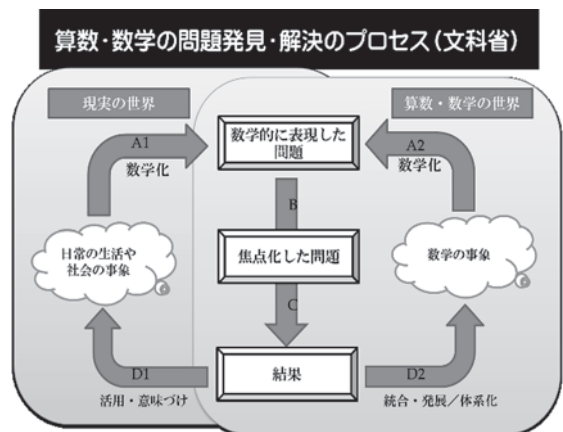 算数・数学の問題発見・解決のプロセス(文科省)
現実の世界
算数・数学の世界
A1
数学化
数学的に表現した
問題
A2
数学化
B
日常の生活や
社会の事象
焦点化した問題
数学の事象
C
D1
活用・意味づけ
結果
D2
統合・発展/体系化